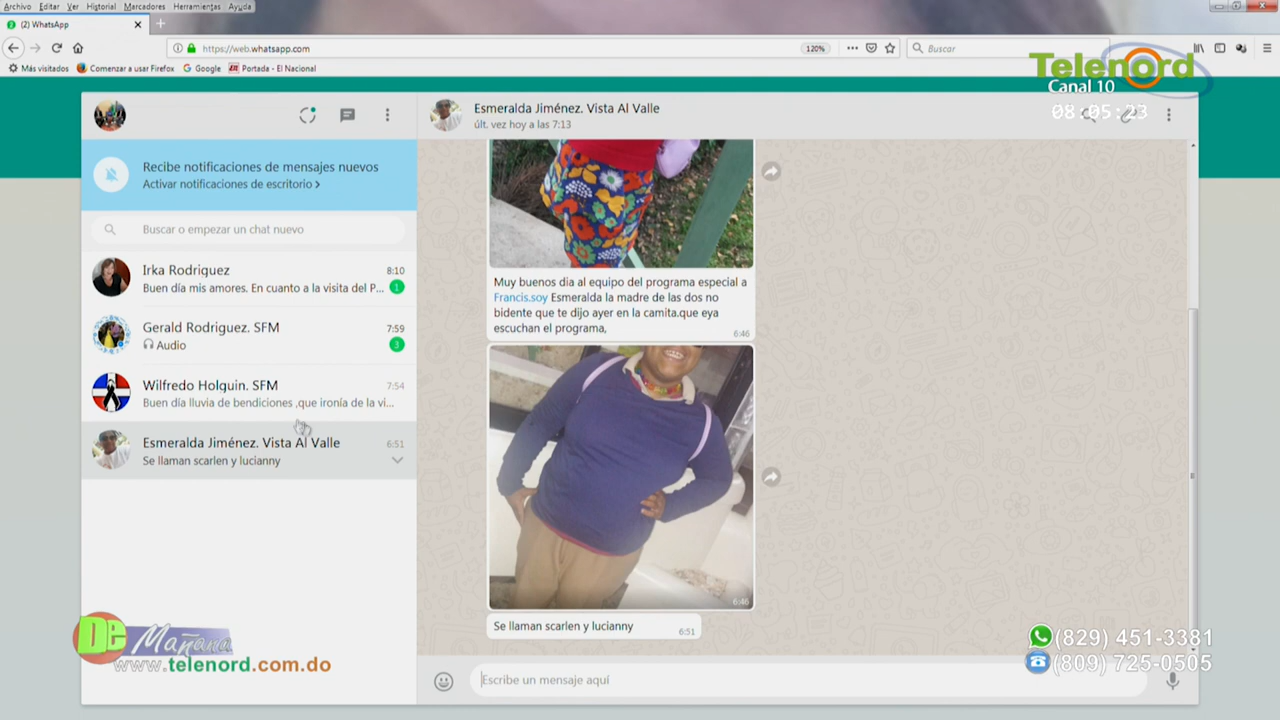 Archivo Editar Ver Historial Marcadores Herramientas Ayuda
(2) WhatsApp
https://web.whatsapp.com
120%
Buscar
Más visitados Comenzar a usar Firefox Google Portada - El Nacional
Telenord
Canal 10
08:05:23
Esmeralda Jiménez. Vista Al Valle
últ. vez hoy a las 7:13
Recibe notificaciones de mensajes nuevos
Activar notificaciones de escritorio >
Buscar o empezar un chat nuevo
Irka Rodriguez 8:10
Buen día mis amores. En cuanto a la visita del P... 1
Gerald Rodriguez. SFM 7:59
Audio 3
Wilfredo Holguin. SFM 7:54
Buen día lluvia de bendiciones ,que ironía de la vi...
Esmeralda Jiménez. Vista Al Valle 6:51
Se llaman scarlen y lucianny
Muy buenos dia al equipo del programa especial a
Francis.soy Esmeralda la madre de las dos no
bidente que te dijo ayer en la camita.que eya
escuchan el programa,
6:46
6:46
Se llaman scarlen y lucianny 6:51
Escribe un mensaje aquí
De Mañana
www.telenord.com.do
(829) 451-3381
(809) 725-0505